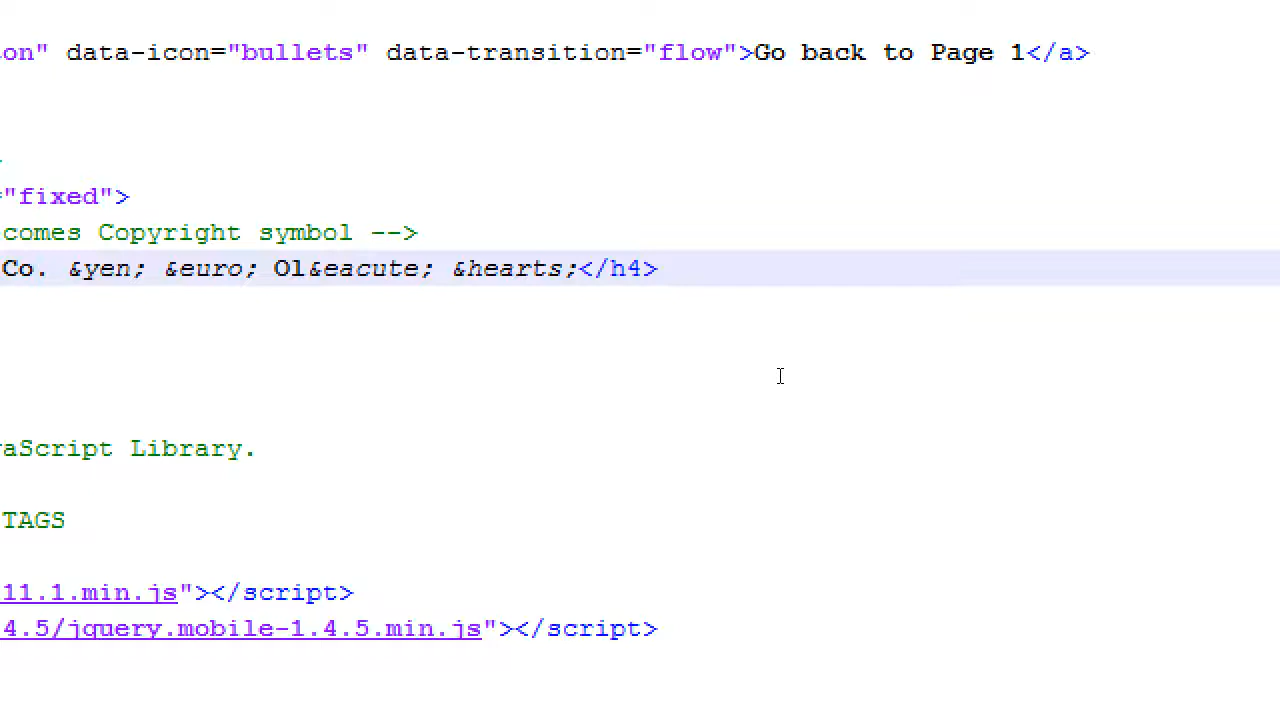 on" data-icon="bullets" data-transition="flow">Go back to Page 1</a>
="fixed">
comes Copyright symbol -->
Co. &yen; &euro; Ol&eacute; &hearts;</h4>
aScript Library.
TAGS
11.1.min.js"></script>
4.5/jquery.mobile-1.4.5.min.js"></script>